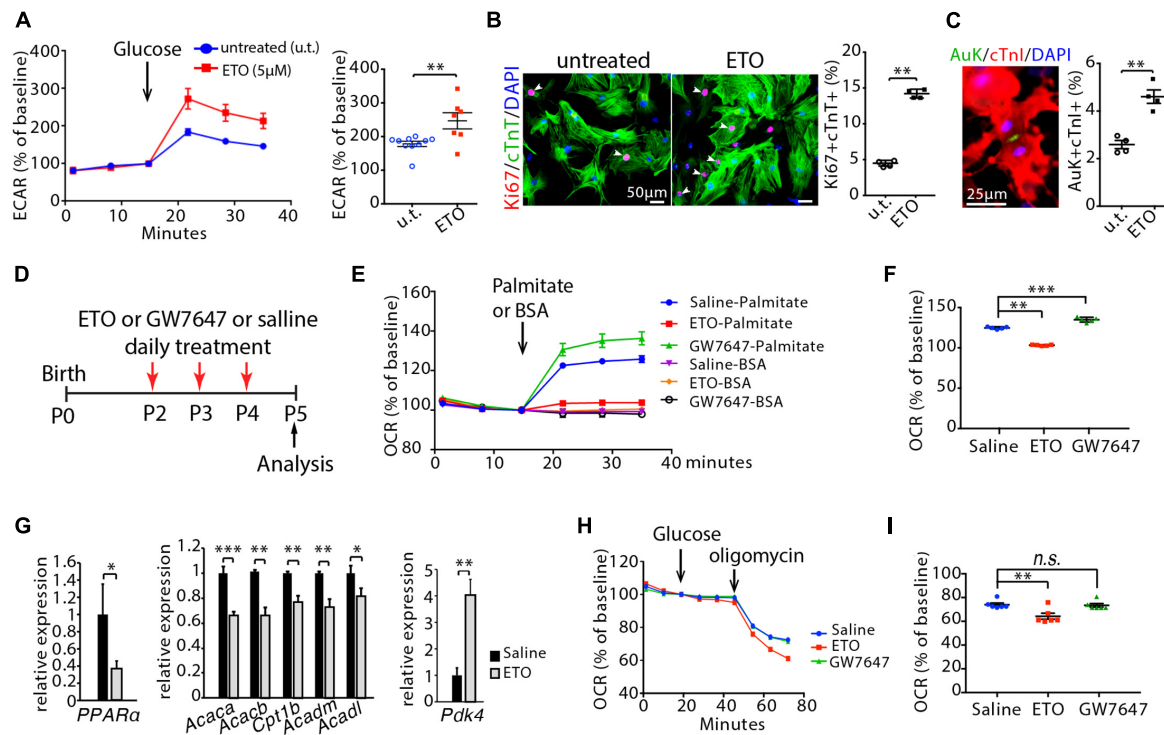 A
Glucose
untreated (u.t.)
ETO (5µM)
ECAR (% of baseline)
400
300
200
100
0
0 10 20 30 40
Minutes
ECAR (% of baseline)
400
300
200
100
0
**
u.t.
ETO
B
Ki67/cTnT/DAPI
untreated
ETO
50µm
Ki67+cTnT+ (%)
20
15
10
5
0
**
u.t.
ETO
C
AuK/cTnI/DAPI
25µm
AuK+cTnI+ (%)
6
4
2
0
**
u.t.
ETO
D
ETO or GW7647 or salline
daily treatment
Birth
P0 P2 P3 P4 P5
Analysis
E
Palmitate
or BSA
OCR (% of baseline)
160
140
120
100
80
0 10 20 30 40 minutes
Saline-Palmitate
ETO-Palmitate
GW7647-Palmitate
Saline-BSA
ETO-BSA
GW7647-BSA
F
OCR (% of baseline)
150
100
50
0
***
**
Saline ETO GW7647
G
relative expression
1.6
1.4
1.2
1
0.8
0.6
0.4
0.2
0
*
PPARα
relative expression
1.2
1
0.8
0.6
0.4
0.2
0
*** ** ** ** *
Acaca
Acacb
Cpt1b
Acadm
Acadl
relative expression
5
4
3
2
1
0
**
Pdk4
Saline
ETO
H
Glucose
oligomycin
OCR (% of baseline)
120
100
80
60
40
0 20 40 60 80
Minutes
Saline
ETO
GW7647
I
OCR (% of baseline)
100
80
60
40
20
0
n.s.
**
Saline ETO GW7647